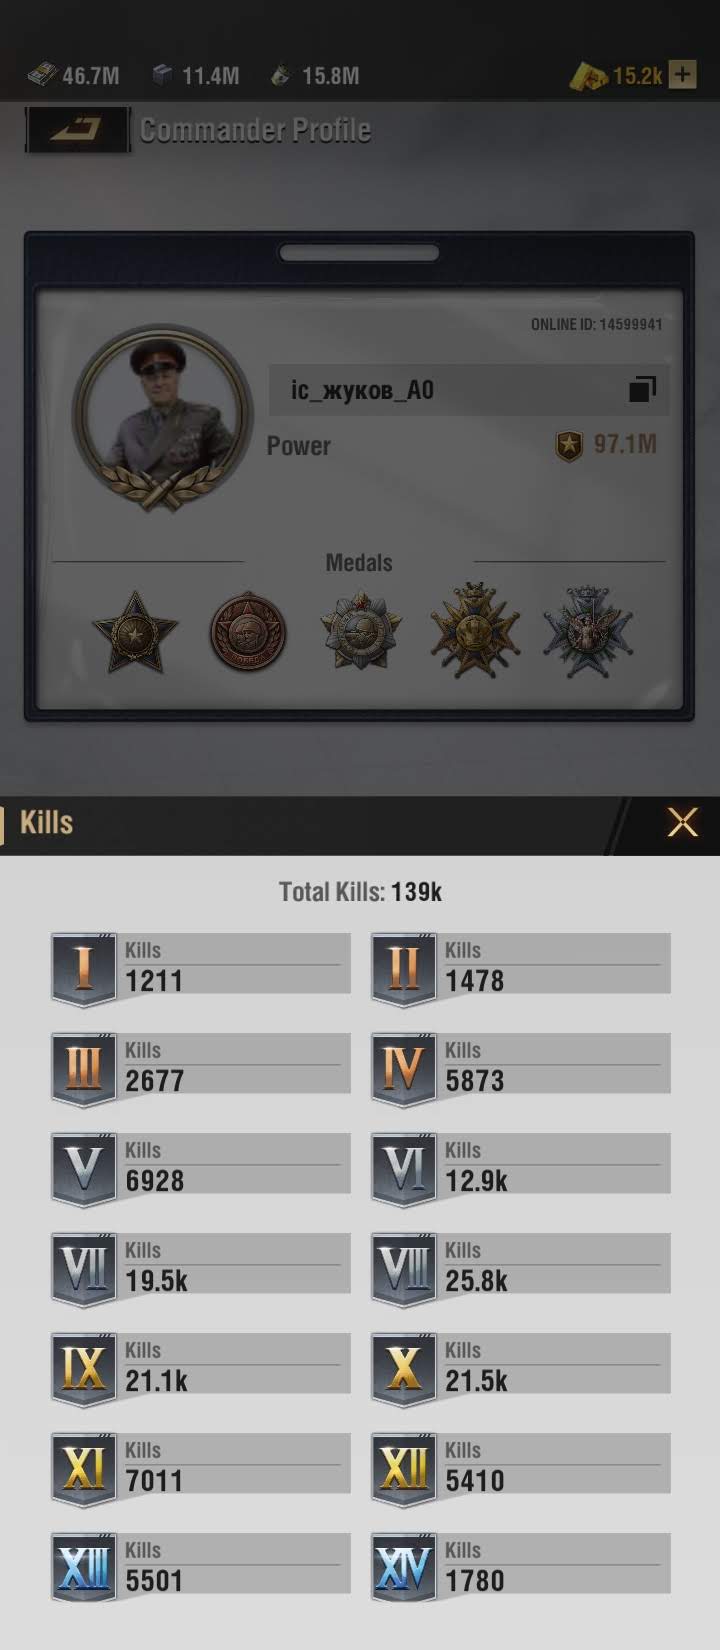 46.7M 11.4M 15.8M 15.2k +
Commander Profile
ONLINE ID: 14599941
іс_жуков_АО
Power 97.1M
Medals
Kills
Total Kills: 139k
Kills Kills
I 1211 II 1478
Kills Kills
III 2677 IV 5873
Kills Kills
V 6928 VI 12.9k
Kills Kills
VII 19.5k VIII 25.8k
Kills Kills
IX 21.1k X 21.5k
Kills Kills
XI 7011 XII 5410
Kills Kills
XIII 5501 XIV 1780